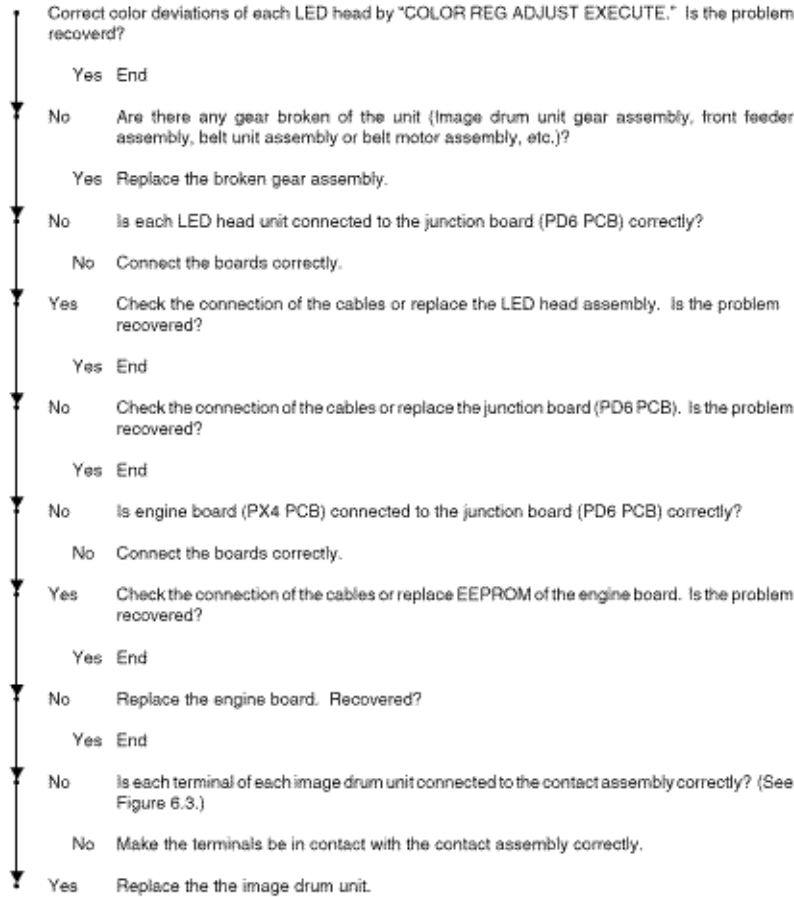 Correct color deviations of each LED head by "COLOR REG ADJUST EXECUTE." Is the problem
recoverd?
Yes End
No Are there any gear broken of the unit (Image drum unit gear assembly, front feeder
assembly, belt unit assembly or belt motor assembly, etc.)?
Yes Replace the broken gear assembly.
No Is each LED head unit connected to the junction board (PD6 PCB) correctly?
No Connect the boards correctly.
Yes Check the connection of the cables or replace the LED head assembly. Is the problem
recovered?
Yes End
No Check the connection of the cables or replace the junction board (PD6 PCB). Is the problem
recovered?
Yes End
No Is engine board (PX4 PCB) connected to the junction board (PD6 PCB) correctly?
No Connect the boards correctly.
Yes Check the connection of the cables or replace EEPROM of the engine board. Is the problem
recovered?
Yes End
No Replace the engine board. Recovered?
Yes End
No Is each terminal of each image drum unit connected to the contact assembly correctly? (See
Figure 6.3.)
No Make the terminals be in contact with the contact assembly correctly.
Yes Replace the the image drum unit.